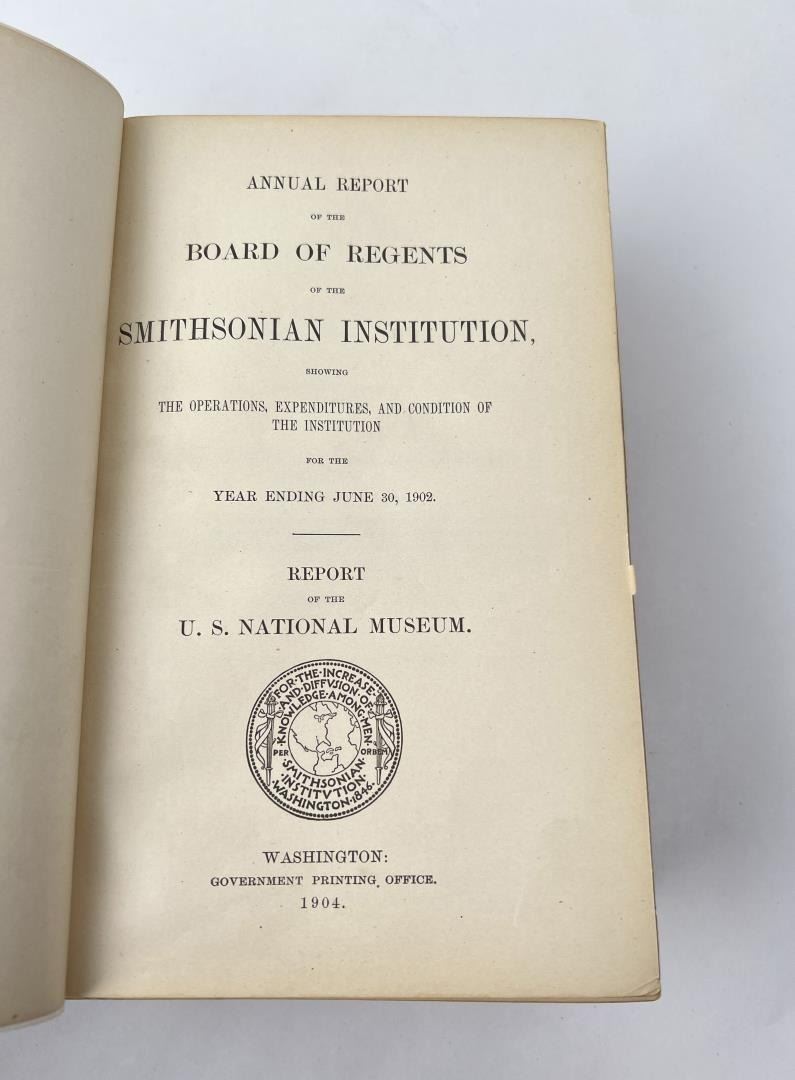 ANNUAL REPORT
OF THE
BOARD OF REGENTS
OF THE
SMITHSONIAN INSTITUTION,
SHOWING
THE OPERATIONS, EXPENDITURES, AND CONDITION OF
THE INSTITUTION
FOR THE
YEAR ENDING JUNE 30, 1902.
REPORT
OF THE
U. S. NATIONAL MUSEUM.
FOR·THE·INCREASE
·AND·DIFFVSION·OF·
KNOWLEDGE·AMONG·MEN·
PER ORBEM
SMITHSONIAN
·INSTITVTION·
WASHINGTON·1846·
WASHINGTON:
GOVERNMENT PRINTING OFFICE.
1904.